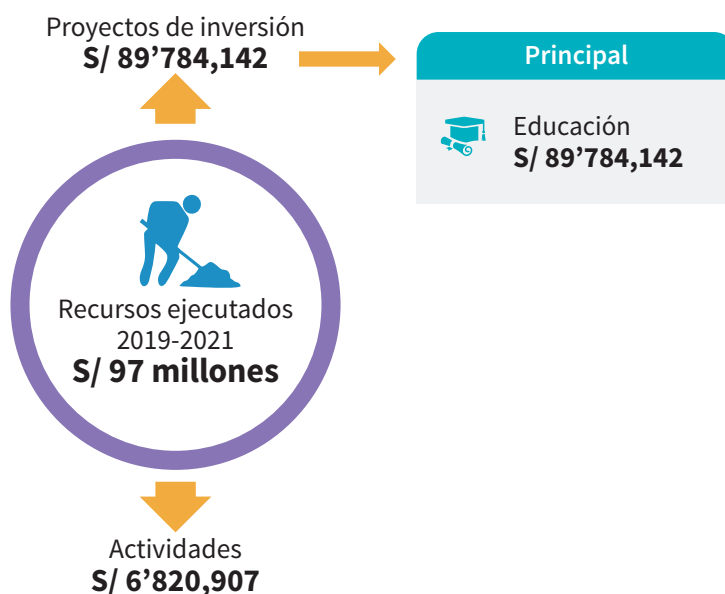 Proyectos de inversión
S/ 89’784,142
Principal
Educación
S/ 89’784,142
Recursos ejecutados
2019-2021
S/ 97 millones
Actividades
S/ 6’820,907